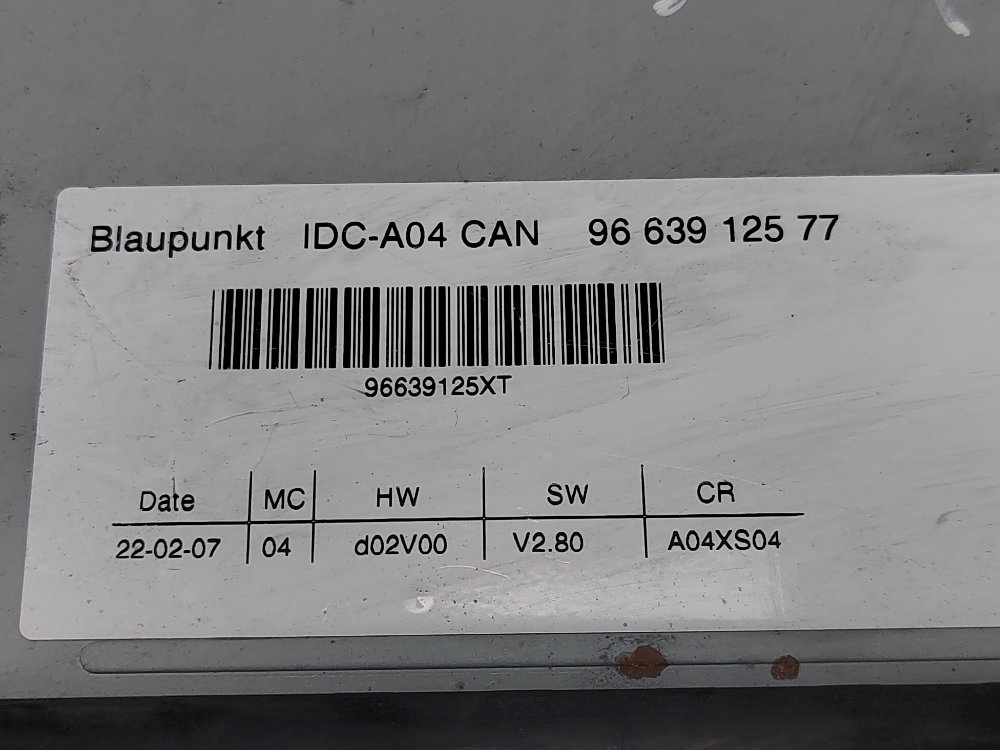 Blaupunkt IDC-A04 CAN 96 639 125 77
96639125XT
Date MC HW SW CR
22-02-07 04 d02V00 V2.80 A04XS04